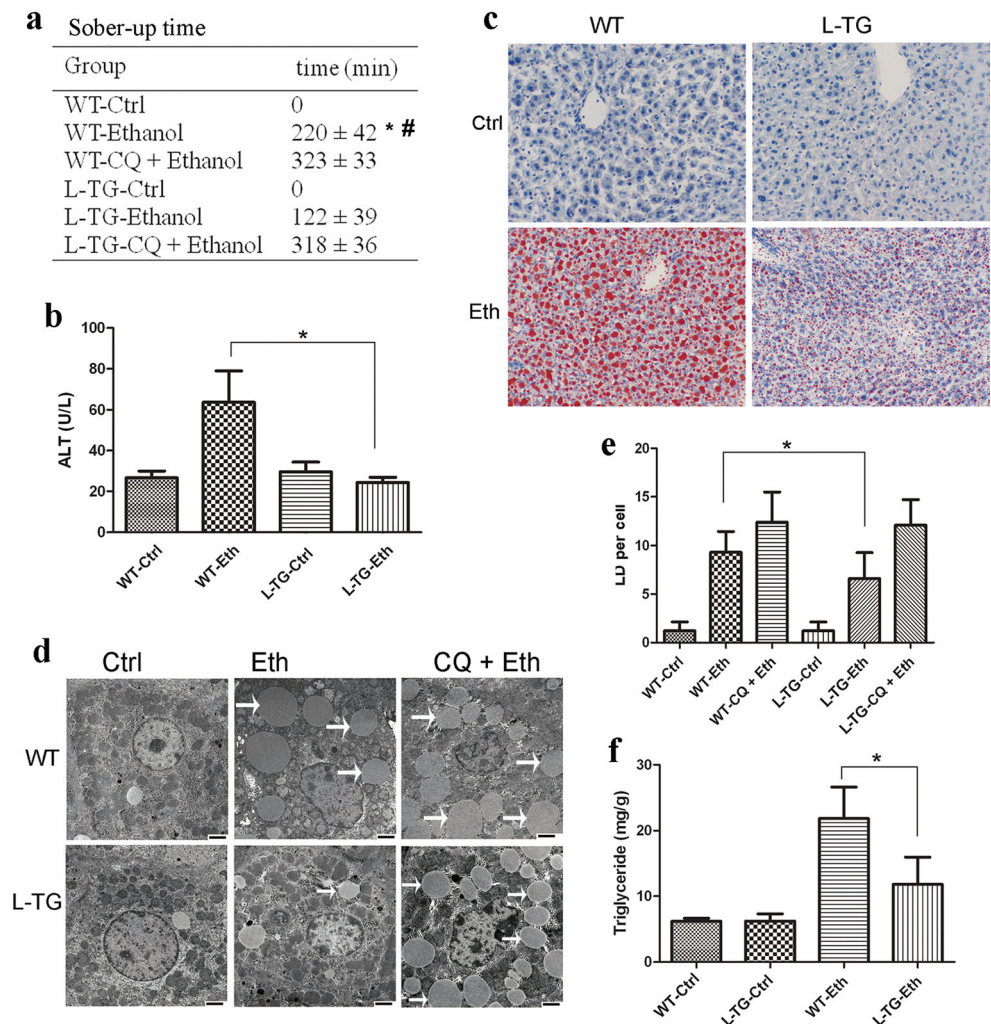 a
Sober-up time
Group time (min)
WT-Ctrl 0
WT-Ethanol 220 ± 42 * #
WT-CQ + Ethanol 323 ± 33
L-TG-Ctrl 0
L-TG-Ethanol 122 ± 39
L-TG-CQ + Ethanol 318 ± 36
b
ALT (U/L)
100
80
60
40
20
0
*
WT-Ctrl WT-Eth L-TG-Ctrl L-TG-Eth
c
WT L-TG
Ctrl
Eth
d
Ctrl Eth CQ + Eth
WT
L-TG
e
LD per cell
20
15
10
5
0
*
WT-Ctrl WT-Eth WT-CQ + Eth L-TG-Ctrl L-TG-Eth L-TG-CQ + Eth
f
Triglyceride (mg/g)
30
20
10
0
*
WT-Ctrl L-TG-Ctrl WT-Eth L-TG-Eth